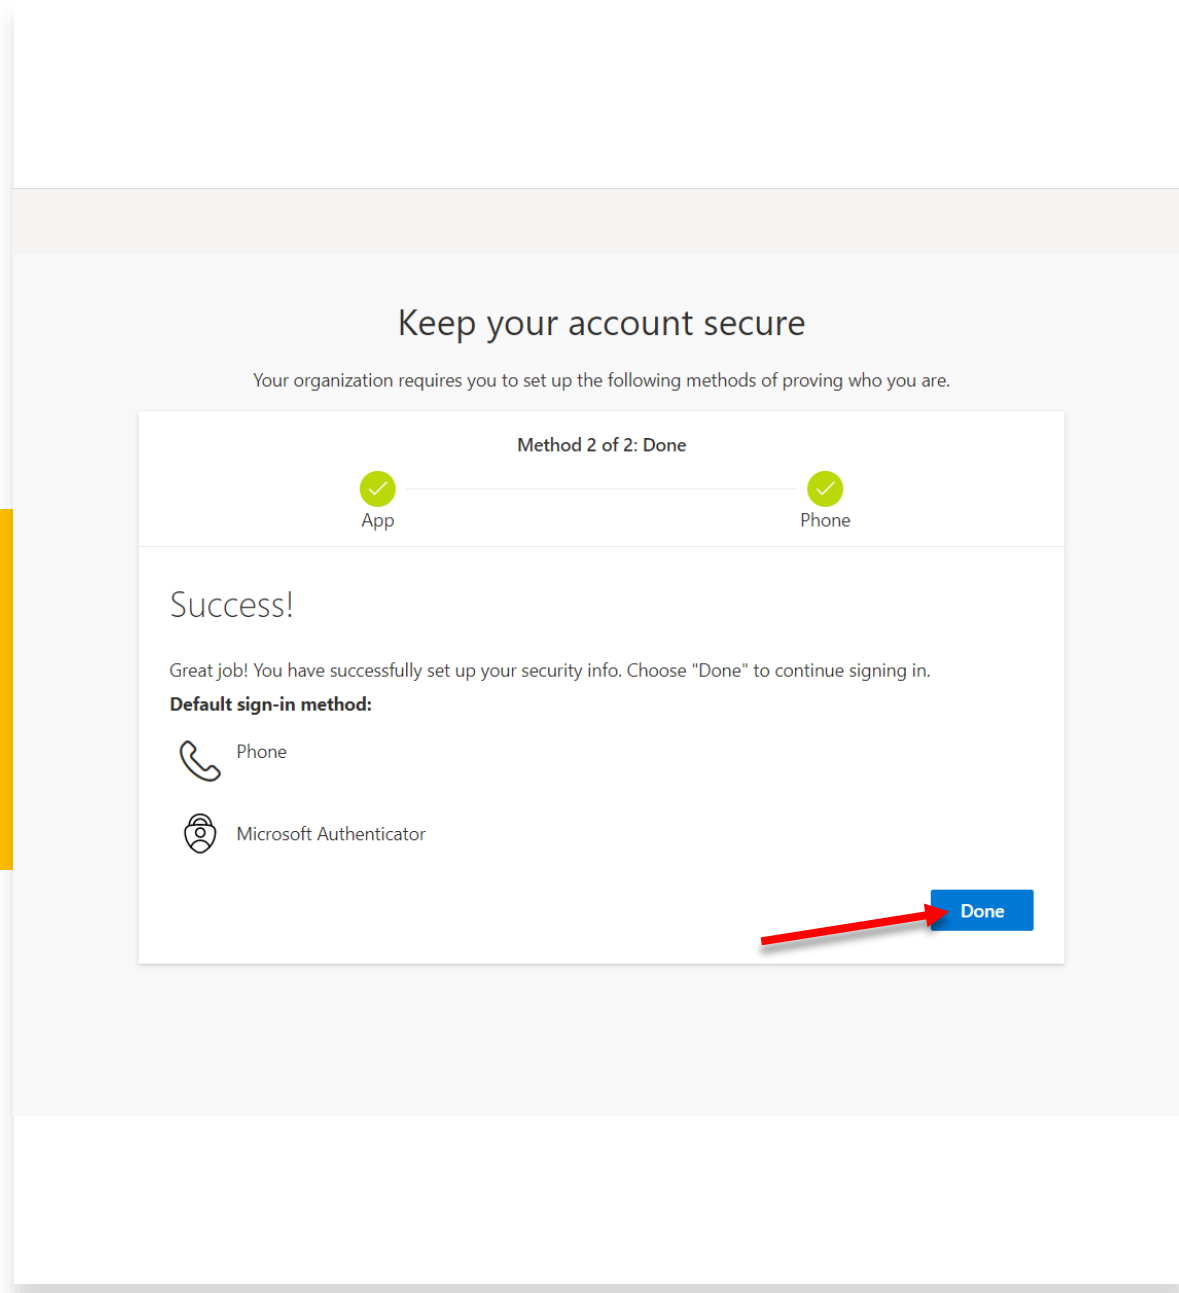 Keep your account secure
Your organization requires you to set up the following methods of proving who you are.
Method 2 of 2: Done
App
Phone
Success!
Great job! You have successfully set up your security info. Choose "Done" to continue signing in.
Default sign-in method:
Phone
Microsoft Authenticator
Done